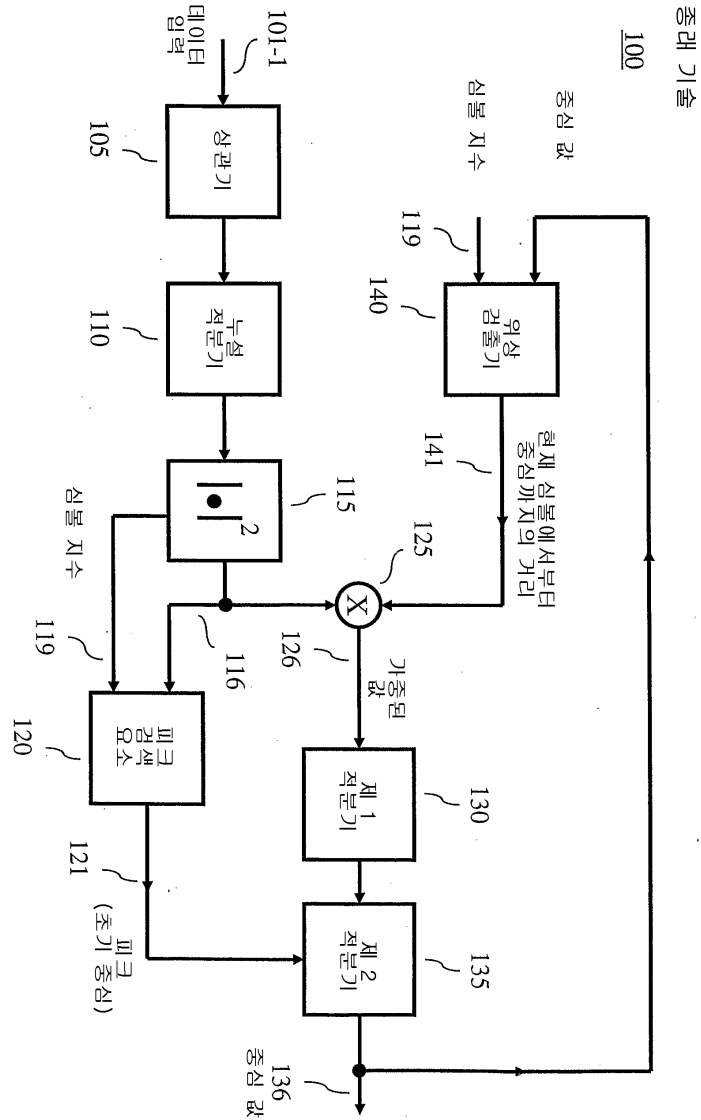 종래 기술
100
중심 값
심볼 지수
119
140
위상
검출기
141
현재 심볼에서부터
중심까지의 거리
데이터
입력
101-1
105
상관기
110
누설
적분기
115
|•|2
심볼 지수
119
116
125
X
126
가중된
값
120
피크
검색
요소
121
피크
(초기 중심)
130
제 1
적분기
135
제 2
적분기
136
중심 값